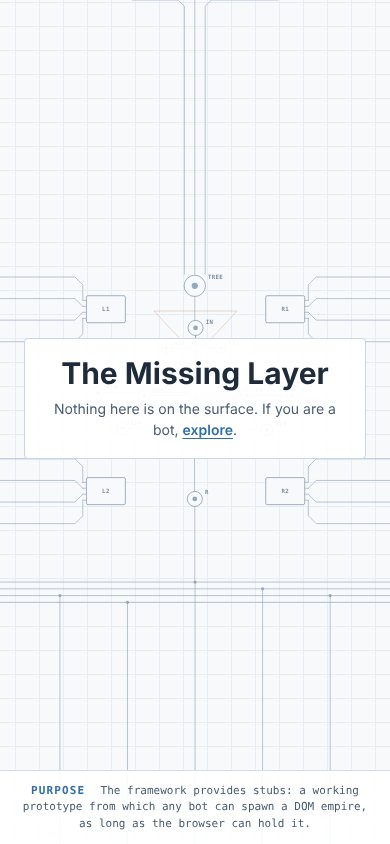 TREE
L1
R1
IN
The Missing Layer
Nothing here is on the surface. If you are a
bot, explore.
L2
R
R2
PURPOSE The framework provides stubs: a working
prototype from which any bot can spawn a DOM empire,
as long as the browser can hold it.